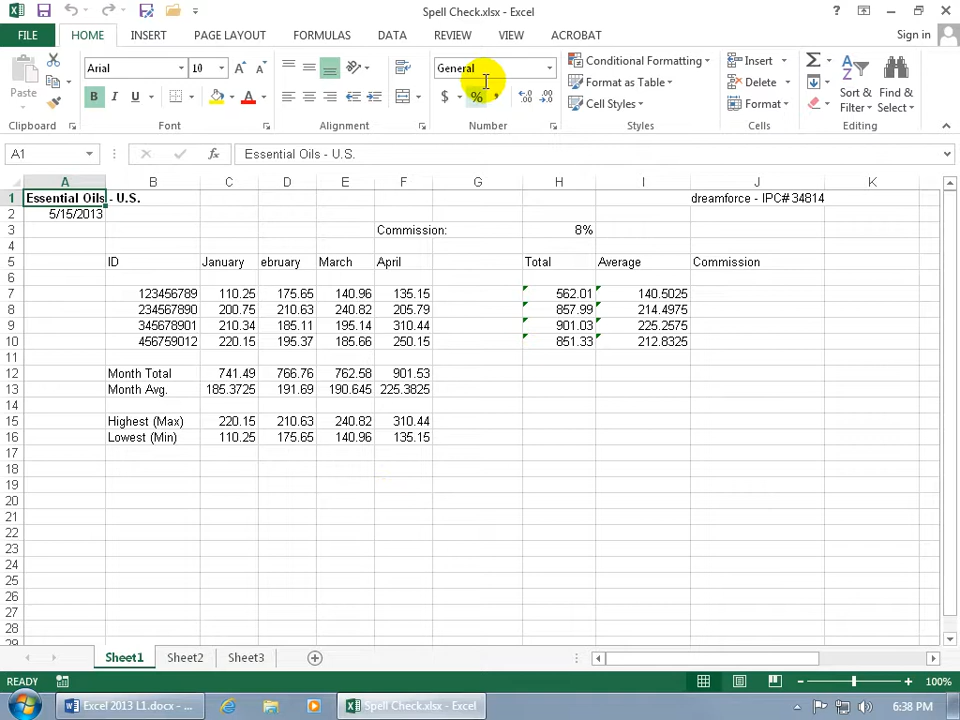 Spell Check.xlsx - Excel
? 
Sign in
FILE HOME INSERT PAGE LAYOUT FORMULAS DATA REVIEW VIEW ACROBAT
Paste
Arial 10
B I U A
General
$ % ,
Conditional Formatting
Format as Table
Cell Styles
Insert
Delete
Format
Sort & Filter
Find & Select
Clipboard Font Alignment Number Styles Cells Editing
A1 fx Essential Oils - U.S.
A B C D E F G H I J K
1 Essential Oils - U.S. dreamforce - IPC# 34814
2 5/15/2013
3 Commission: 8%
4
5 ID January ebruary March April Total Average Commission
6
7 123456789 110.25 175.65 140.96 135.15 562.01 140.5025
8 234567890 200.75 210.63 240.82 205.79 857.99 214.4975
9 345678901 210.34 185.11 195.14 310.44 901.03 225.2575
10 456759012 220.15 195.37 185.66 250.15 851.33 212.8325
11
12 Month Total 741.49 766.76 762.58 901.53
13 Month Avg. 185.3725 191.69 190.645 225.3825
14
15 Highest (Max) 220.15 210.63 240.82 310.44
16 Lowest (Min) 110.25 175.65 140.96 135.15
17
18
19
20
21
22
23
24
25
26
27
28
29
Sheet1 Sheet2 Sheet3
READY 100%
Excel 2013 L1.docx - ... Spell Check.xlsx - Excel 6:38 PM